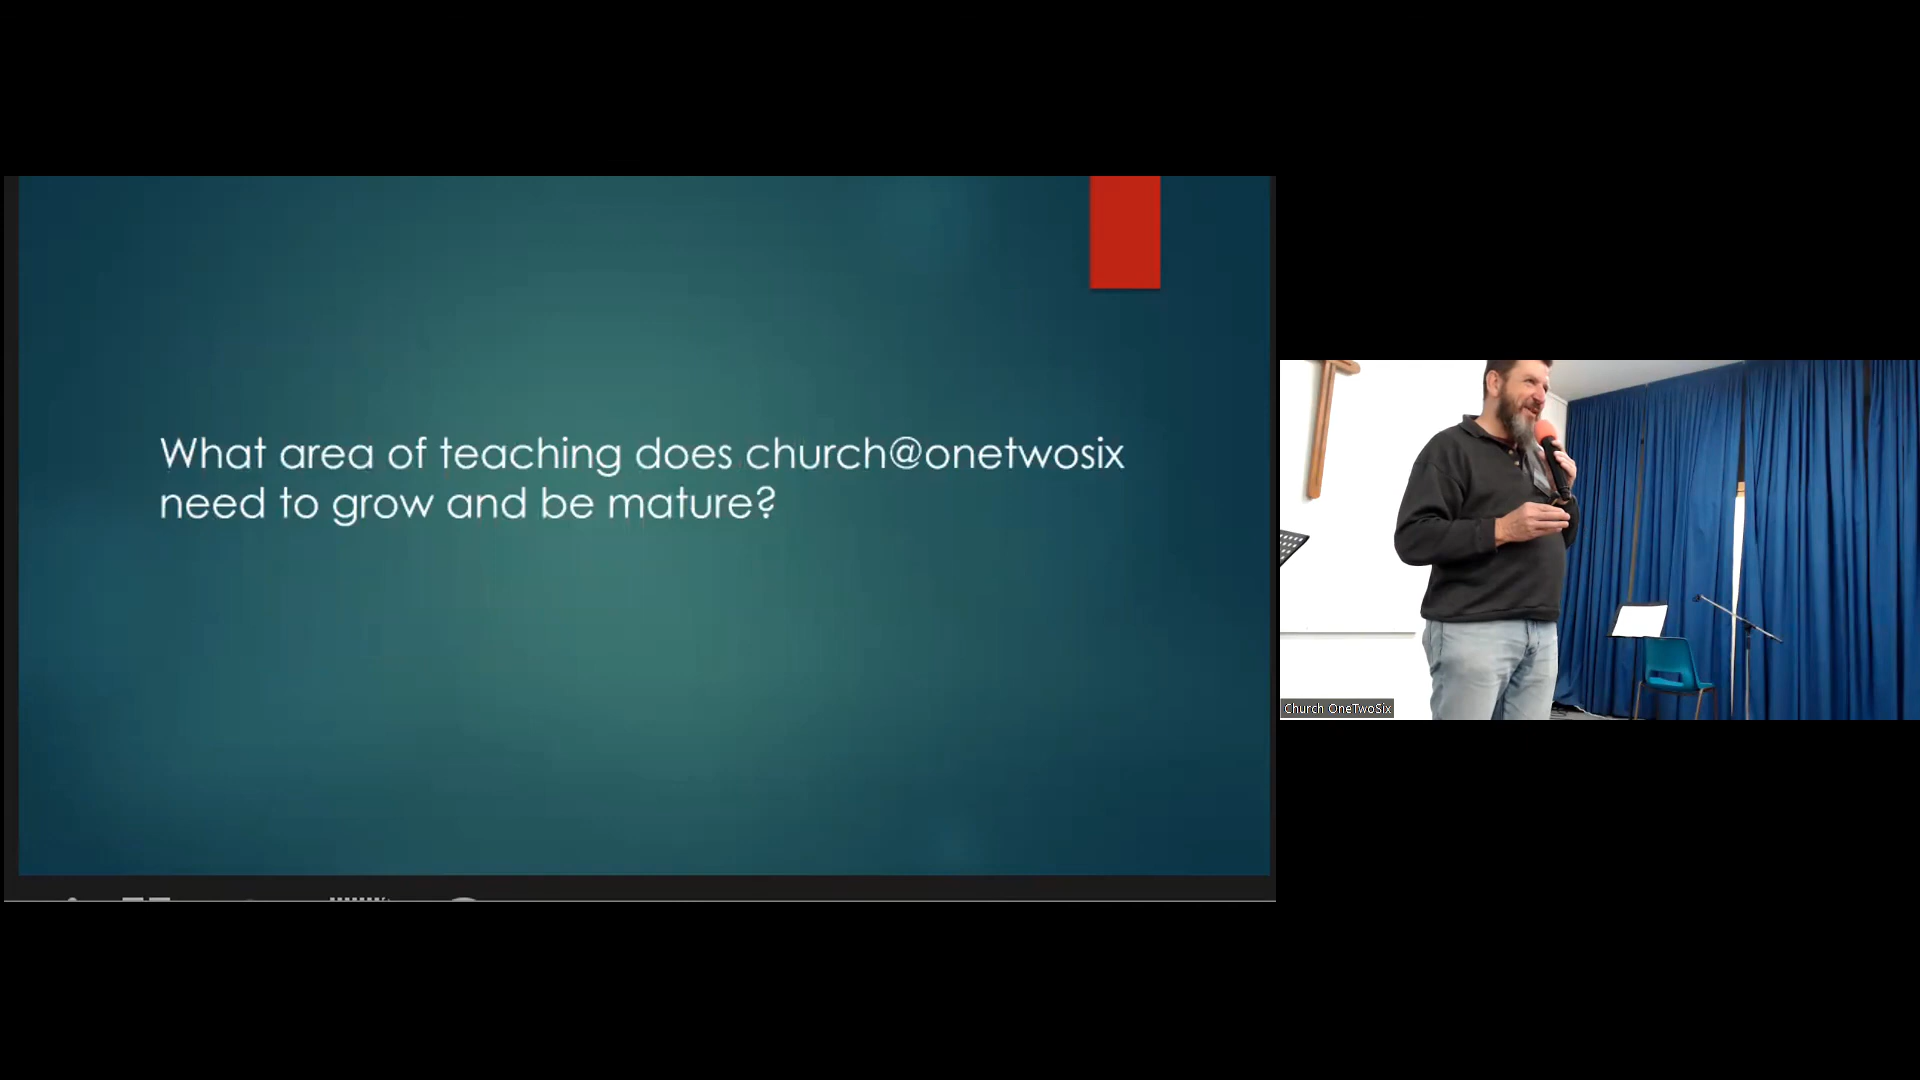 What area of teaching does church@onetwosix
need to grow and be mature?
Church OneTwoSix